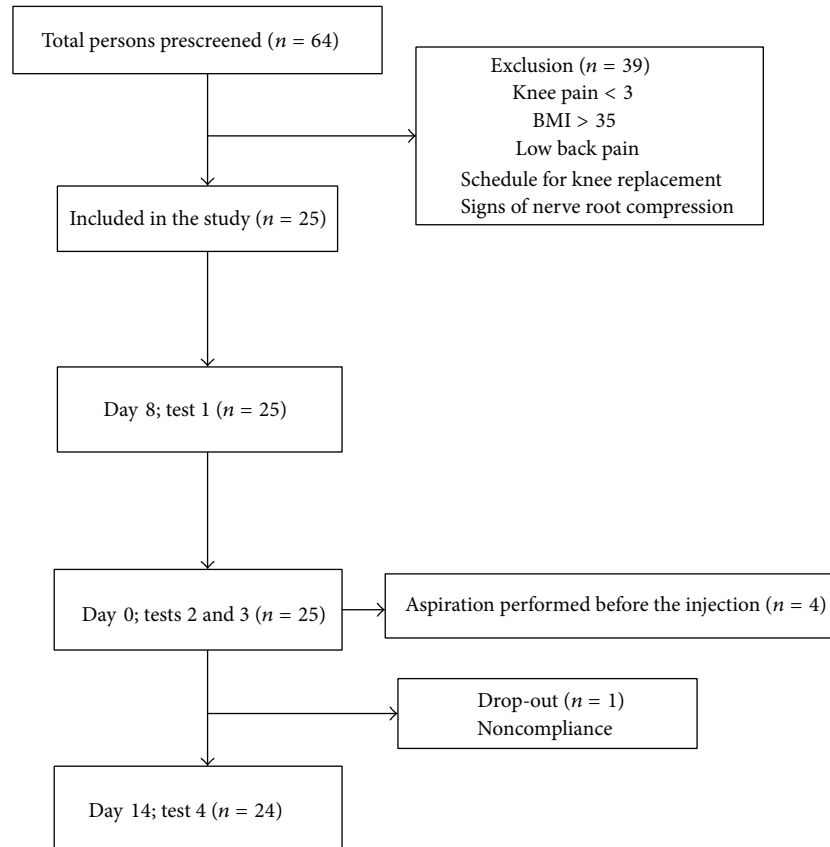 Total persons prescreened (n = 64)
Exclusion (n = 39)
Knee pain < 3
BMI > 35
Low back pain
Schedule for knee replacement
Signs of nerve root compression
Included in the study (n = 25)
Day 8; test 1 (n = 25)
Day 0; tests 2 and 3 (n = 25)
Aspiration performed before the injection (n = 4)
Drop-out (n = 1)
Noncompliance
Day 14; test 4 (n = 24)